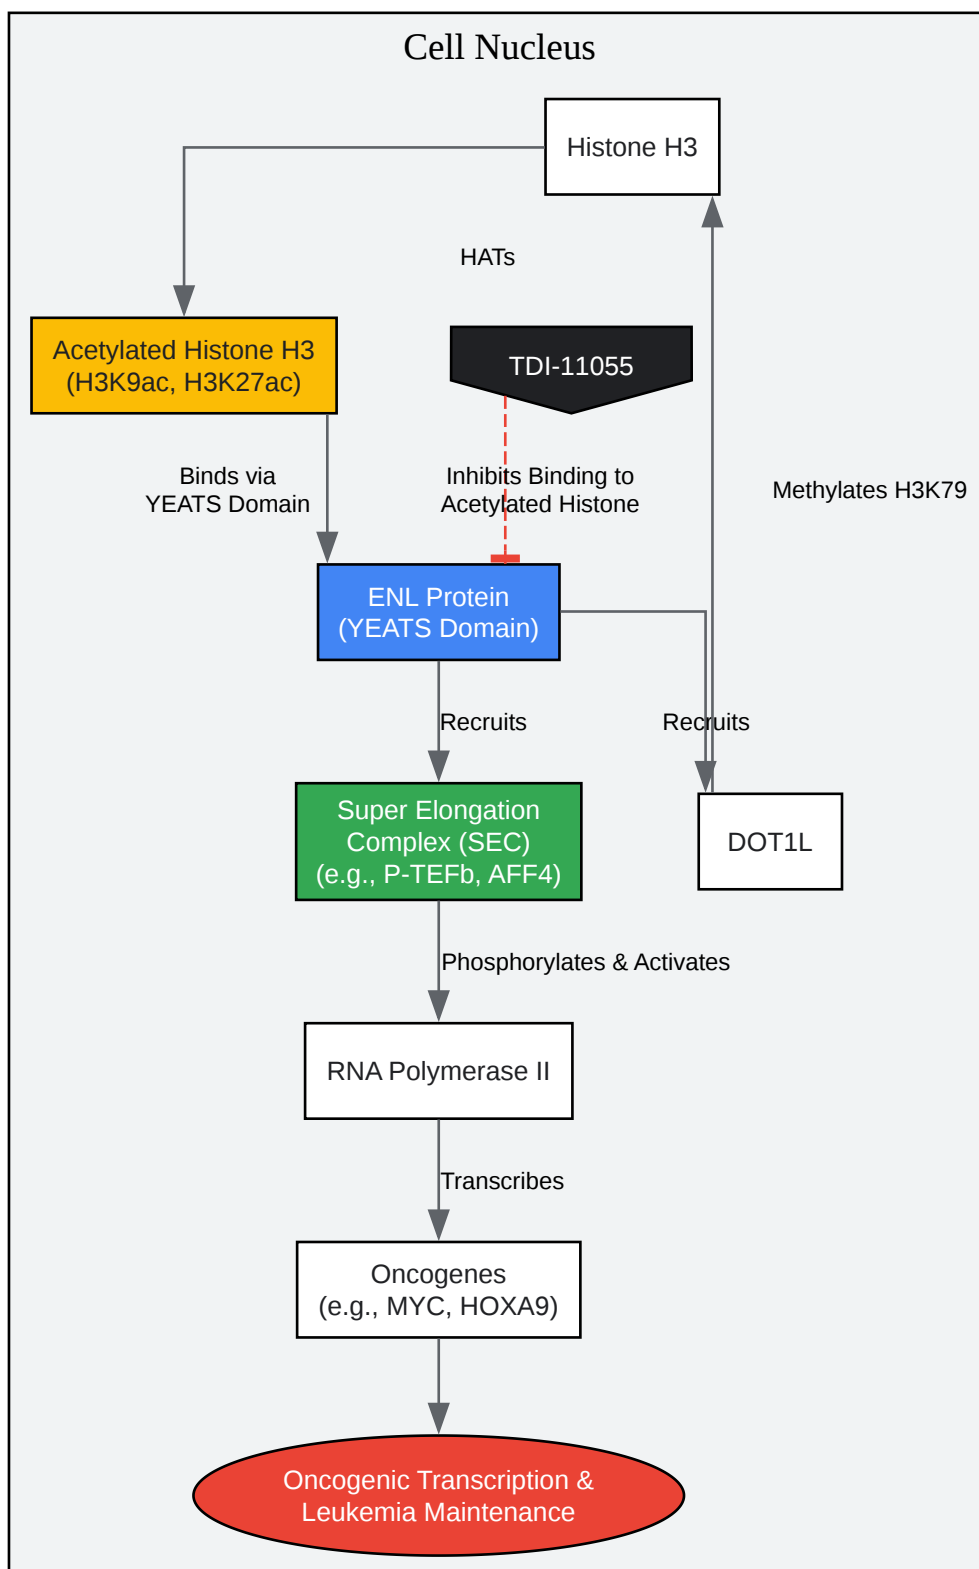 Cell Nucleus
Histone H3
HATs
Acetylated Histone H3
(H3K9ac, H3K27ac)
TDI-11055
Binds via
YEATS Domain
Inhibits Binding to
Acetylated Histone
Methylates H3K79
ENL Protein
(YEATS Domain)
Recruits
Recruits
Super Elongation
Complex (SEC)
(e.g., P-TEFb, AFF4)
DOT1L
Phosphorylates & Activates
RNA Polymerase II
Transcribes
Oncogenes
(e.g., MYC, HOXA9)
Oncogenic Transcription &
Leukemia Maintenance